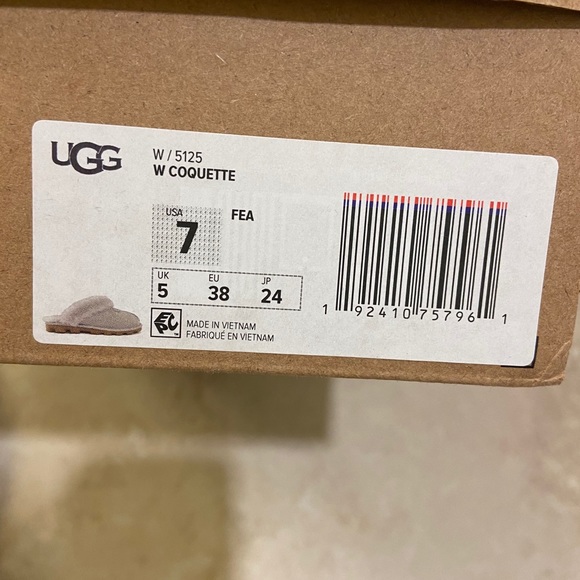 UGG
W / 5125
W COQUETTE
USA
7
FEA
UK EU JP
5 38 24
MADE IN VIETNAM
FABRIQUÉ EN VIETNAM
1 92410 75796 1